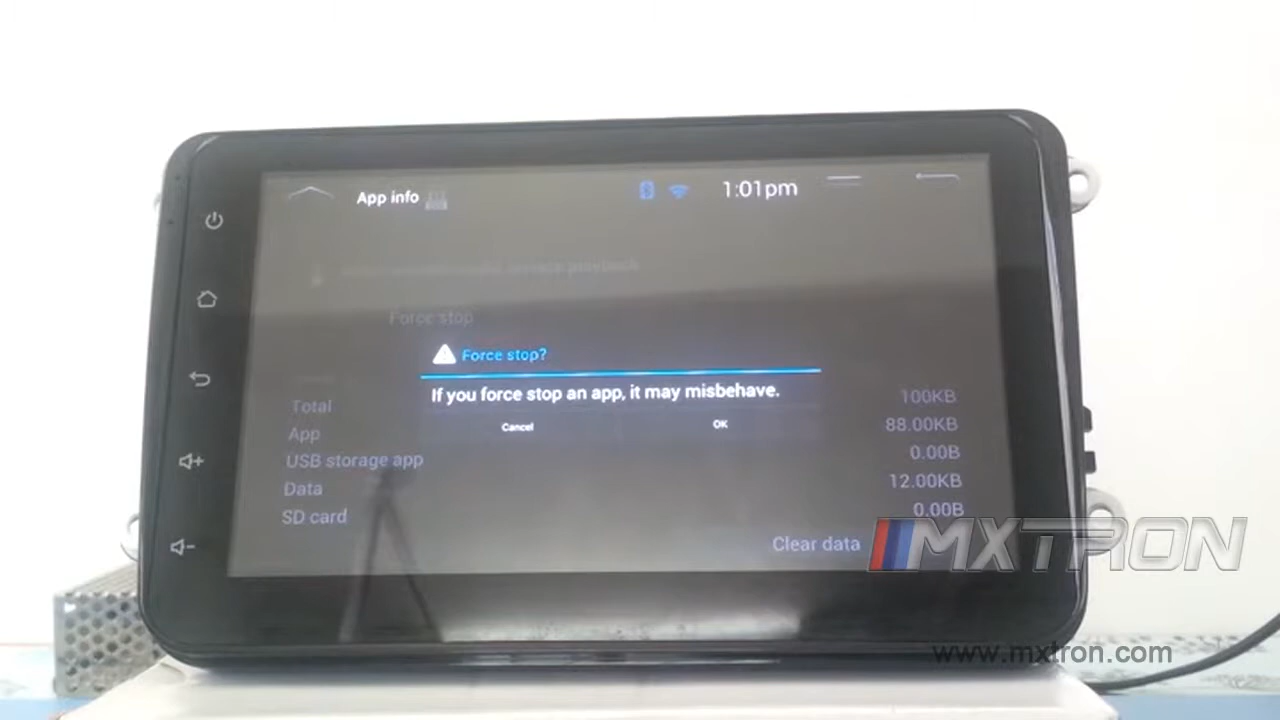 App info
1:01pm
Force stop
Force stop?
If you force stop an app, it may misbehave.
Cancel OK
Total 100KB
App 88.00KB
USB storage app 0.00B
Data 12.00KB
SD card 0.00B
Clear data
MXTRON
www.mxtron.com